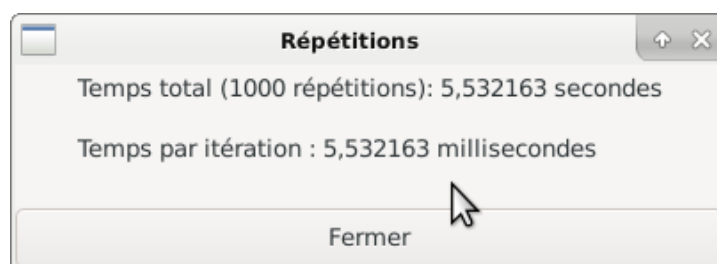 Répétitions
Temps total (1000 répétitions): 5,532163 secondes
Temps par itération : 5,532163 millisecondes
Fermer